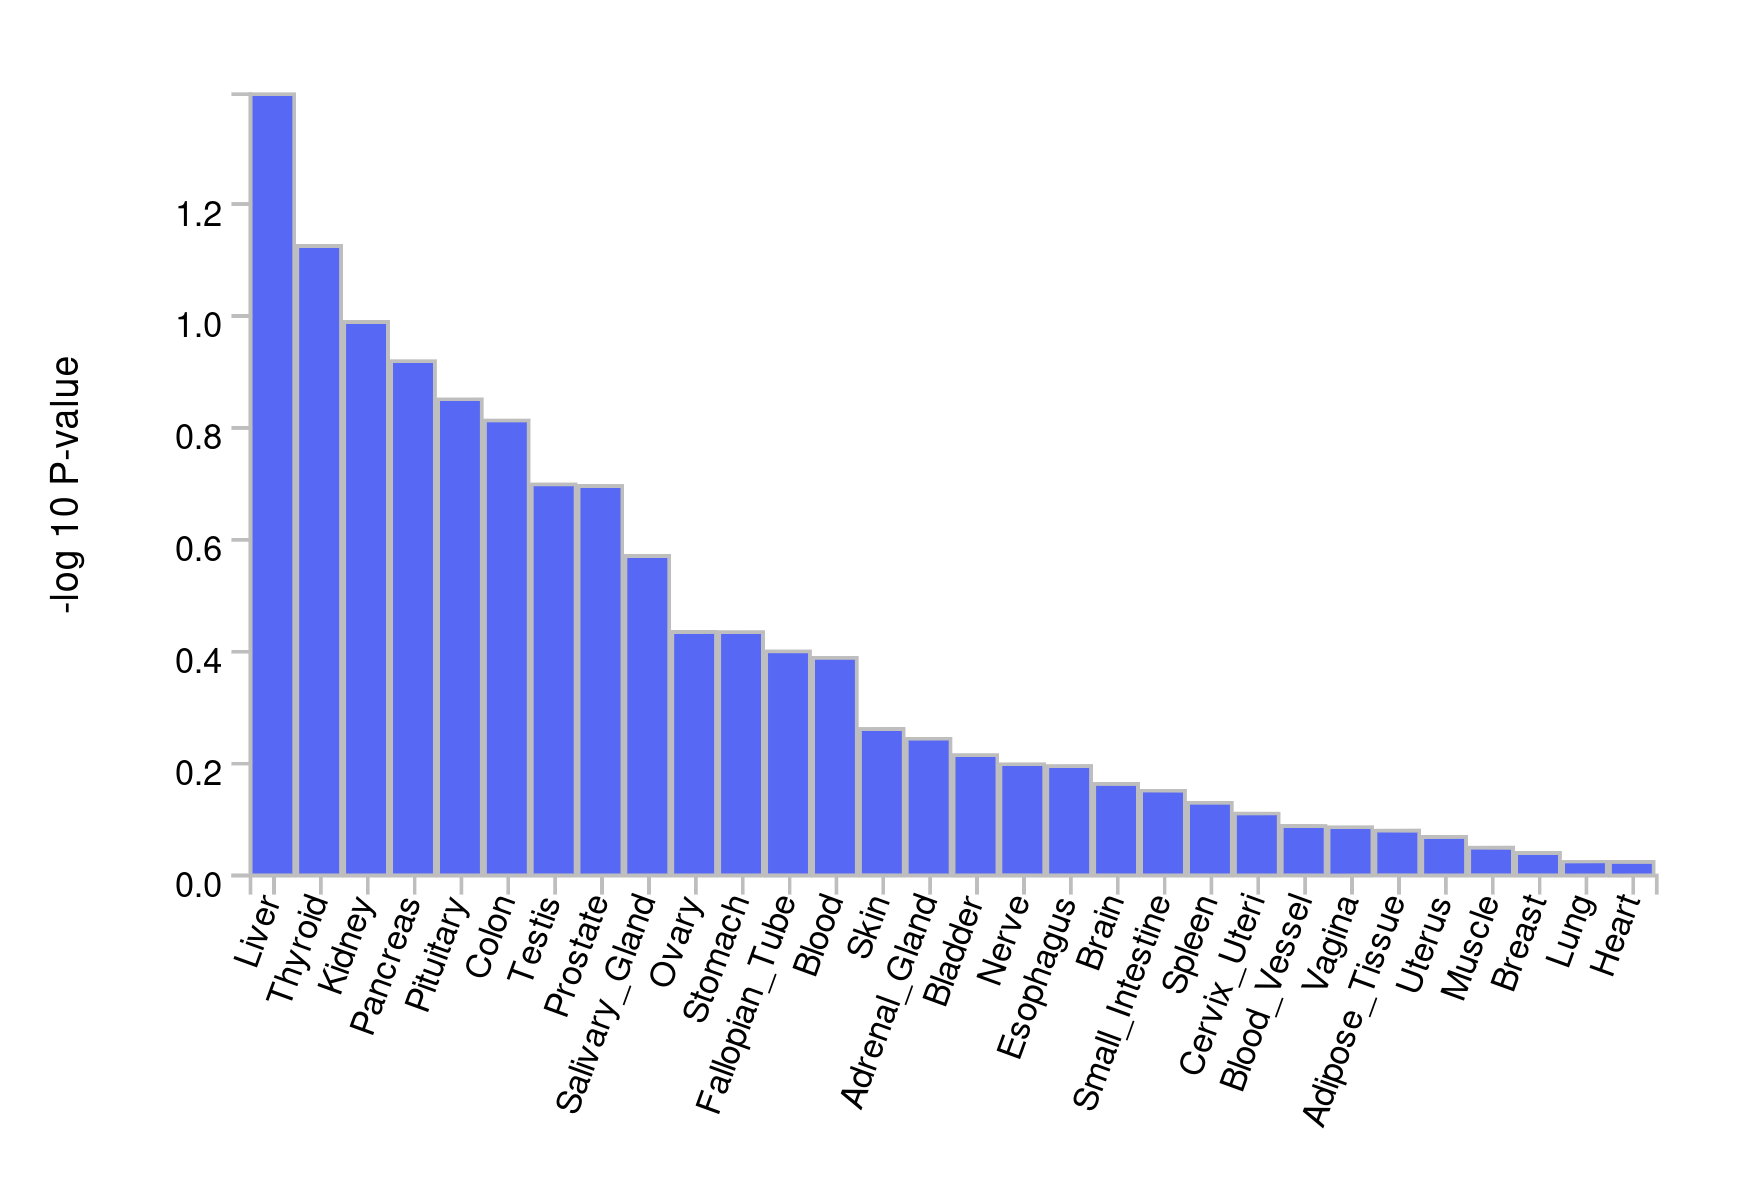 -log 10 P-value
1.2
1.0
0.8
0.6
0.4
0.2
0.0
Liver
Thyroid
Kidney
Pancreas
Pituitary
Colon
Testis
Prostate
Salivary_Gland
Ovary
Stomach
Fallopian_Tube
Blood
Skin
Adrenal_Gland
Bladder
Nerve
Esophagus
Brain
Small_Intestine
Spleen
Cervix_Uteri
Blood_Vessel
Vagina
Adipose_Tissue
Uterus
Muscle
Breast
Lung
Heart